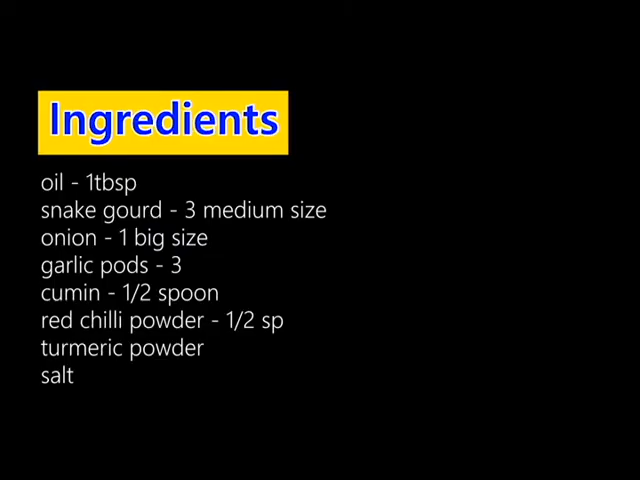 Ingredients
oil - 1tbsp
snake gourd - 3 medium size
onion - 1 big size
garlic pods - 3
cumin - 1/2 spoon
red chilli powder - 1/2 sp
turmeric powder
salt